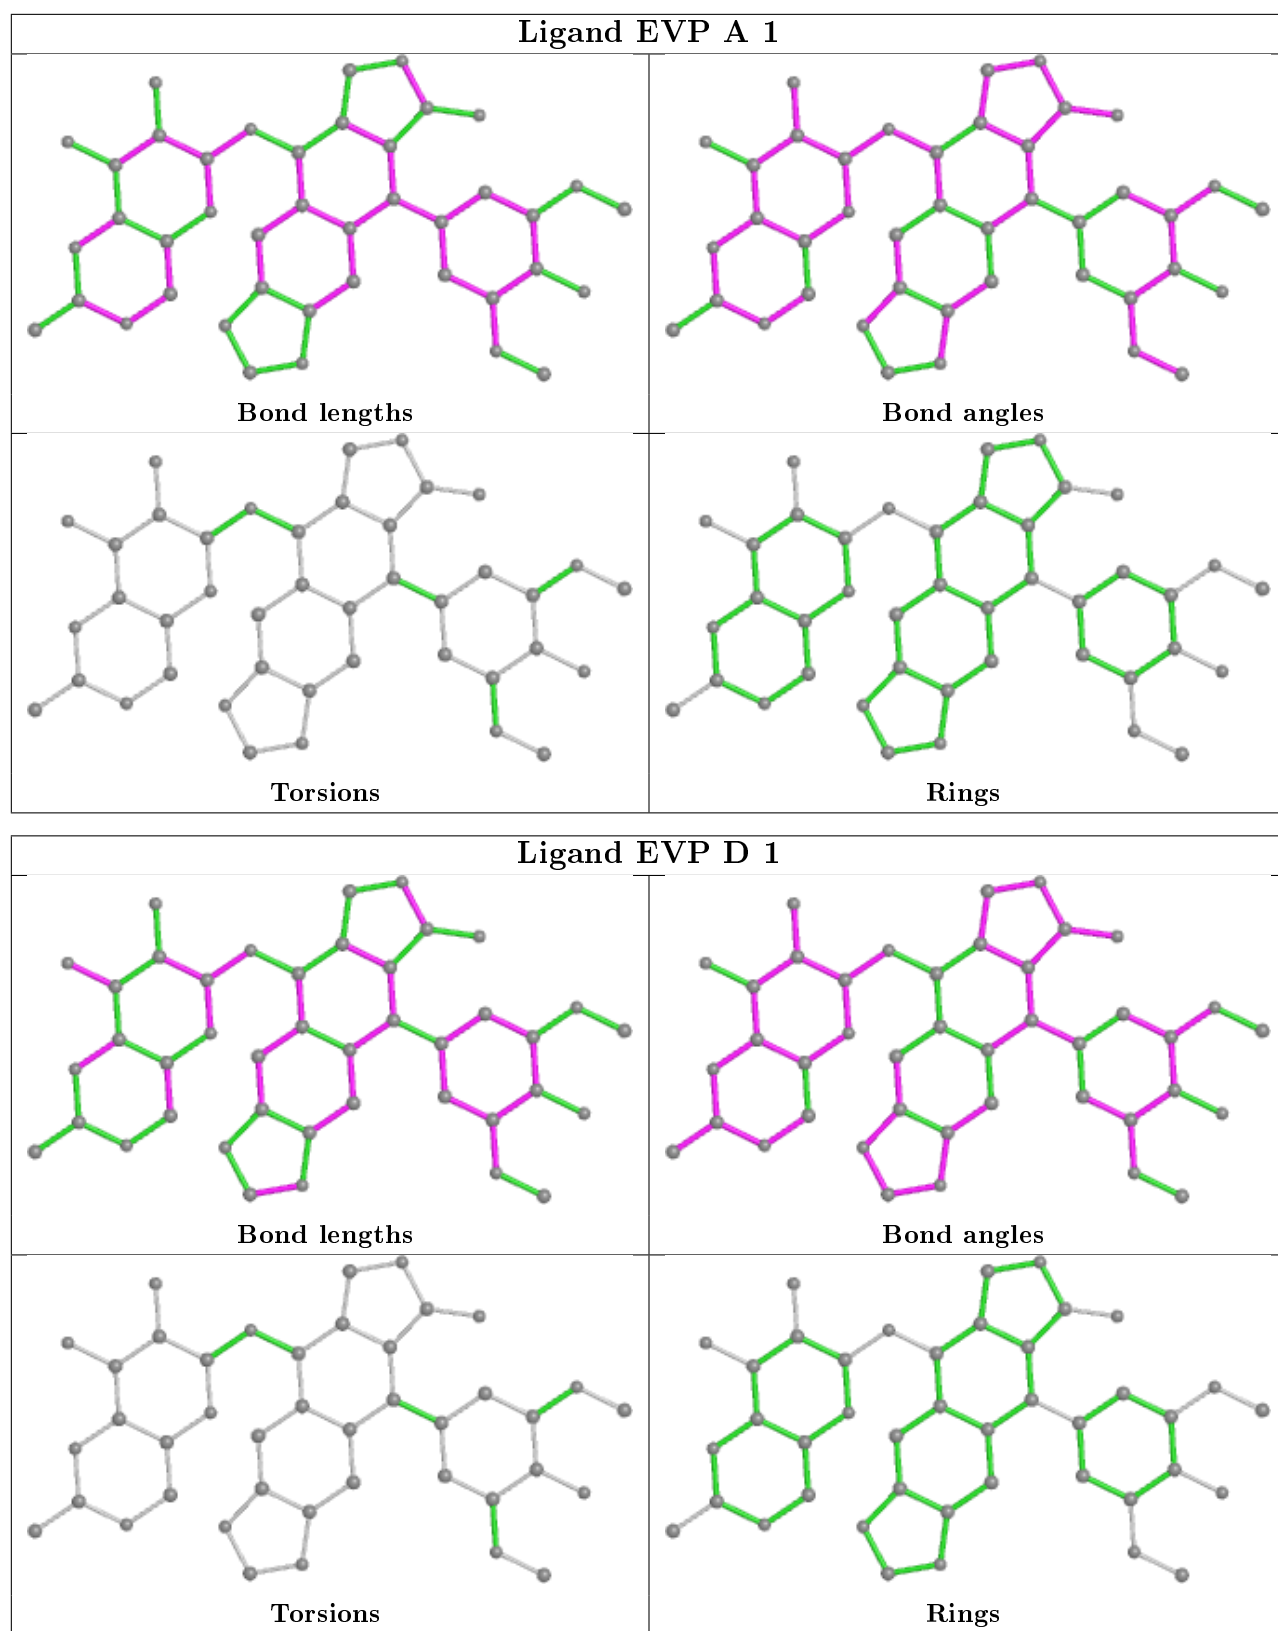 Ligand EVP A 1
Bond lengths
Bond angles
Torsions
Rings
Ligand EVP D 1
Bond lengths
Bond angles
Torsions
Rings